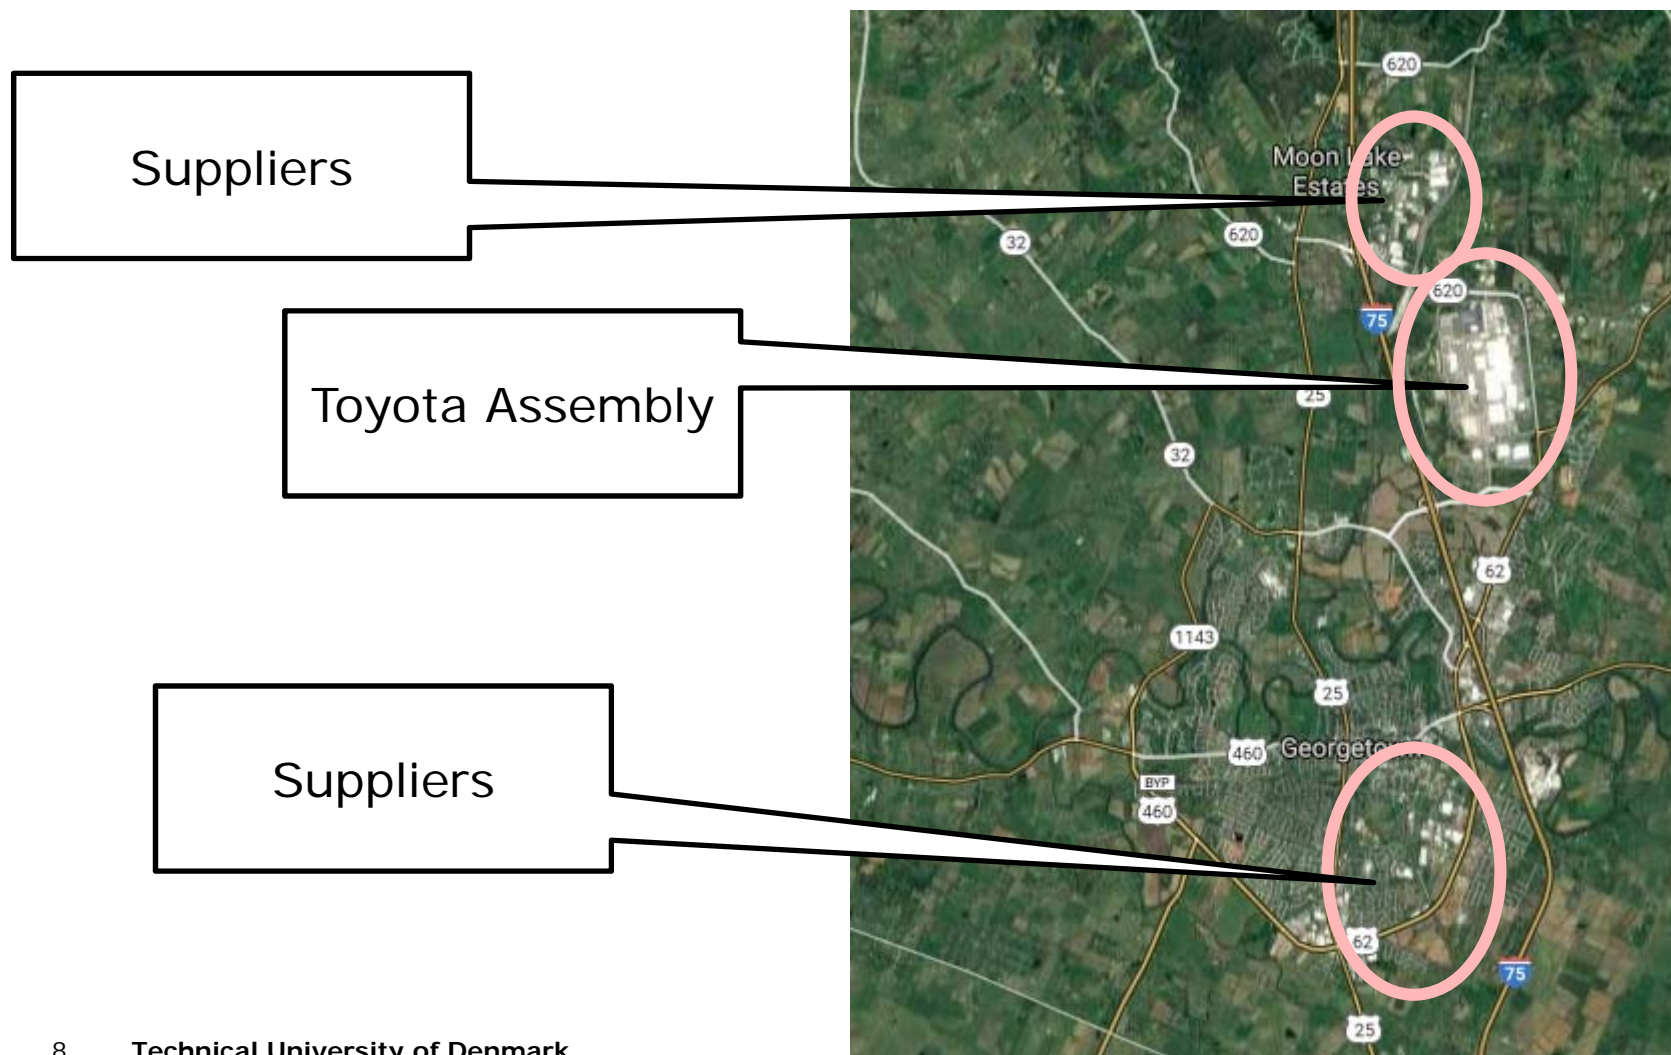 Suppliers
Toyota Assembly
Suppliers
620
Moon Lake
Estates
32
620
620
75
25
32
62
1143
25
460
Georgetown
BYP
460
62
75
25
8 Technical University of Denmark